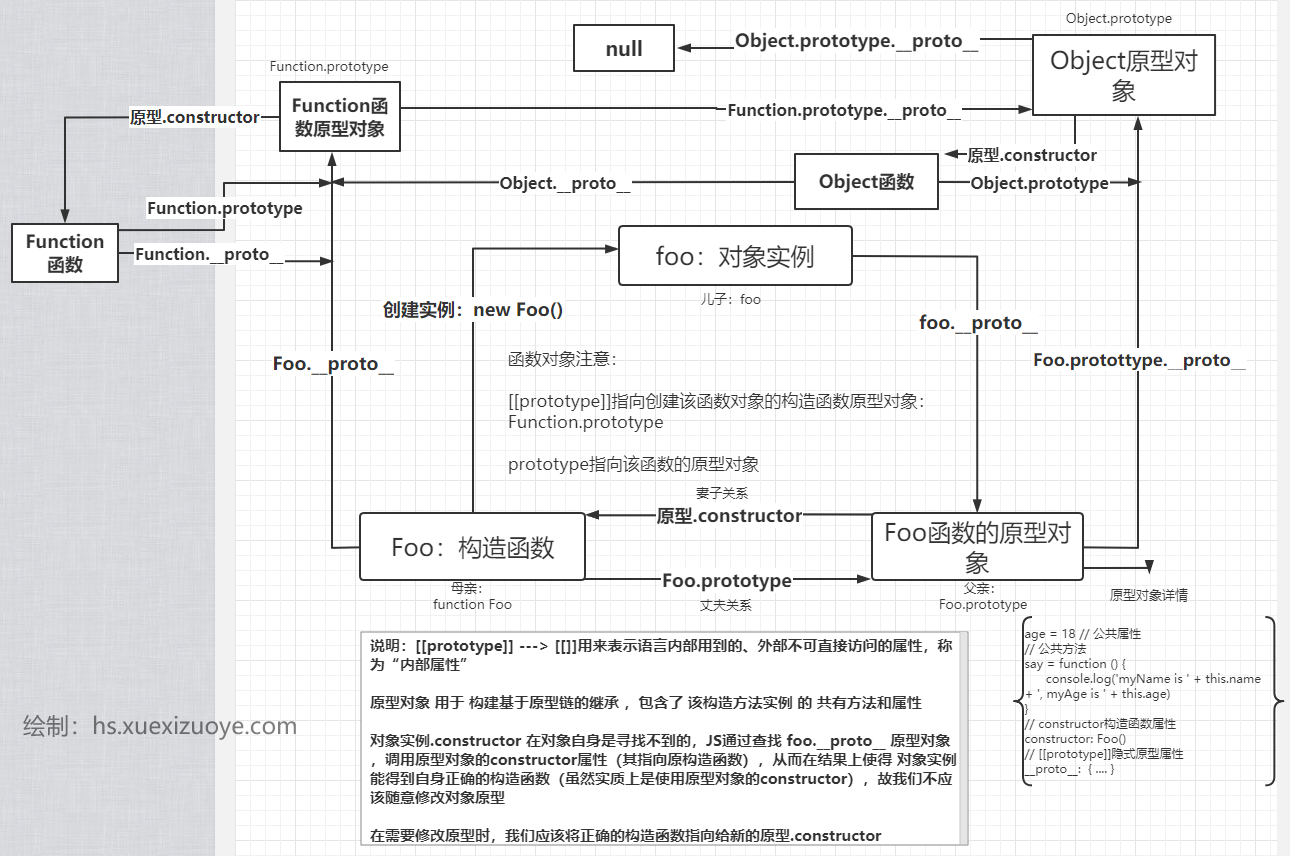 Object.prototype
null
Object.prototype.__proto__
Object原型对
象
Function.prototype
Function函
数原型对象
原型.constructor
Function.prototype.__proto__
原型.constructor
Object.__proto__
Object函数
Object.prototype
Function.prototype
Function
函数
Function.__proto__
foo：对象实例
儿子：foo
创建实例：new Foo()
foo.__proto__
Foo.__proto__
Foo.protottype.__proto__
函数对象注意：
[[prototype]]指向创建该函数对象的构造函数原型对象：
Function.prototype
prototype指向该函数的原型对象
妻子关系
原型.constructor
Foo：构造函数
Foo函数的原型对
象
Foo.prototype
母亲：
function Foo
丈夫关系
父亲：
Foo.prototype
原型对象详情
说明：[[prototype]] ---> [[]]用来表示语言内部用到的、外部不可直接访问的属性，称
为“内部属性”
原型对象 用于 构建基于原型链的继承 ，包含了 该构造方法实例 的 共有方法和属性
对象实例.constructor 在对象自身是寻找不到的，JS通过查找 foo.__proto__ 原型对象
，调用原型对象的constructor属性（其指向原构造函数），从而在结果上使得 对象实例
能得到自身正确的构造函数（虽然实质上是使用原型对象的constructor），故我们不应
该随意修改对象原型
在需要修改原型时，我们应该将正确的构造函数指向给新的原型.constructor
age = 18 // 公共属性
// 公共方法
say = function () {
console.log('myName is ' + this.name
+ ', myAge is ' + this.age)
}
// constructor构造函数属性
constructor: Foo()
// [[prototype]]隐式原型属性
__proto__: { .... }
绘制：hs.xuexizuoye.com